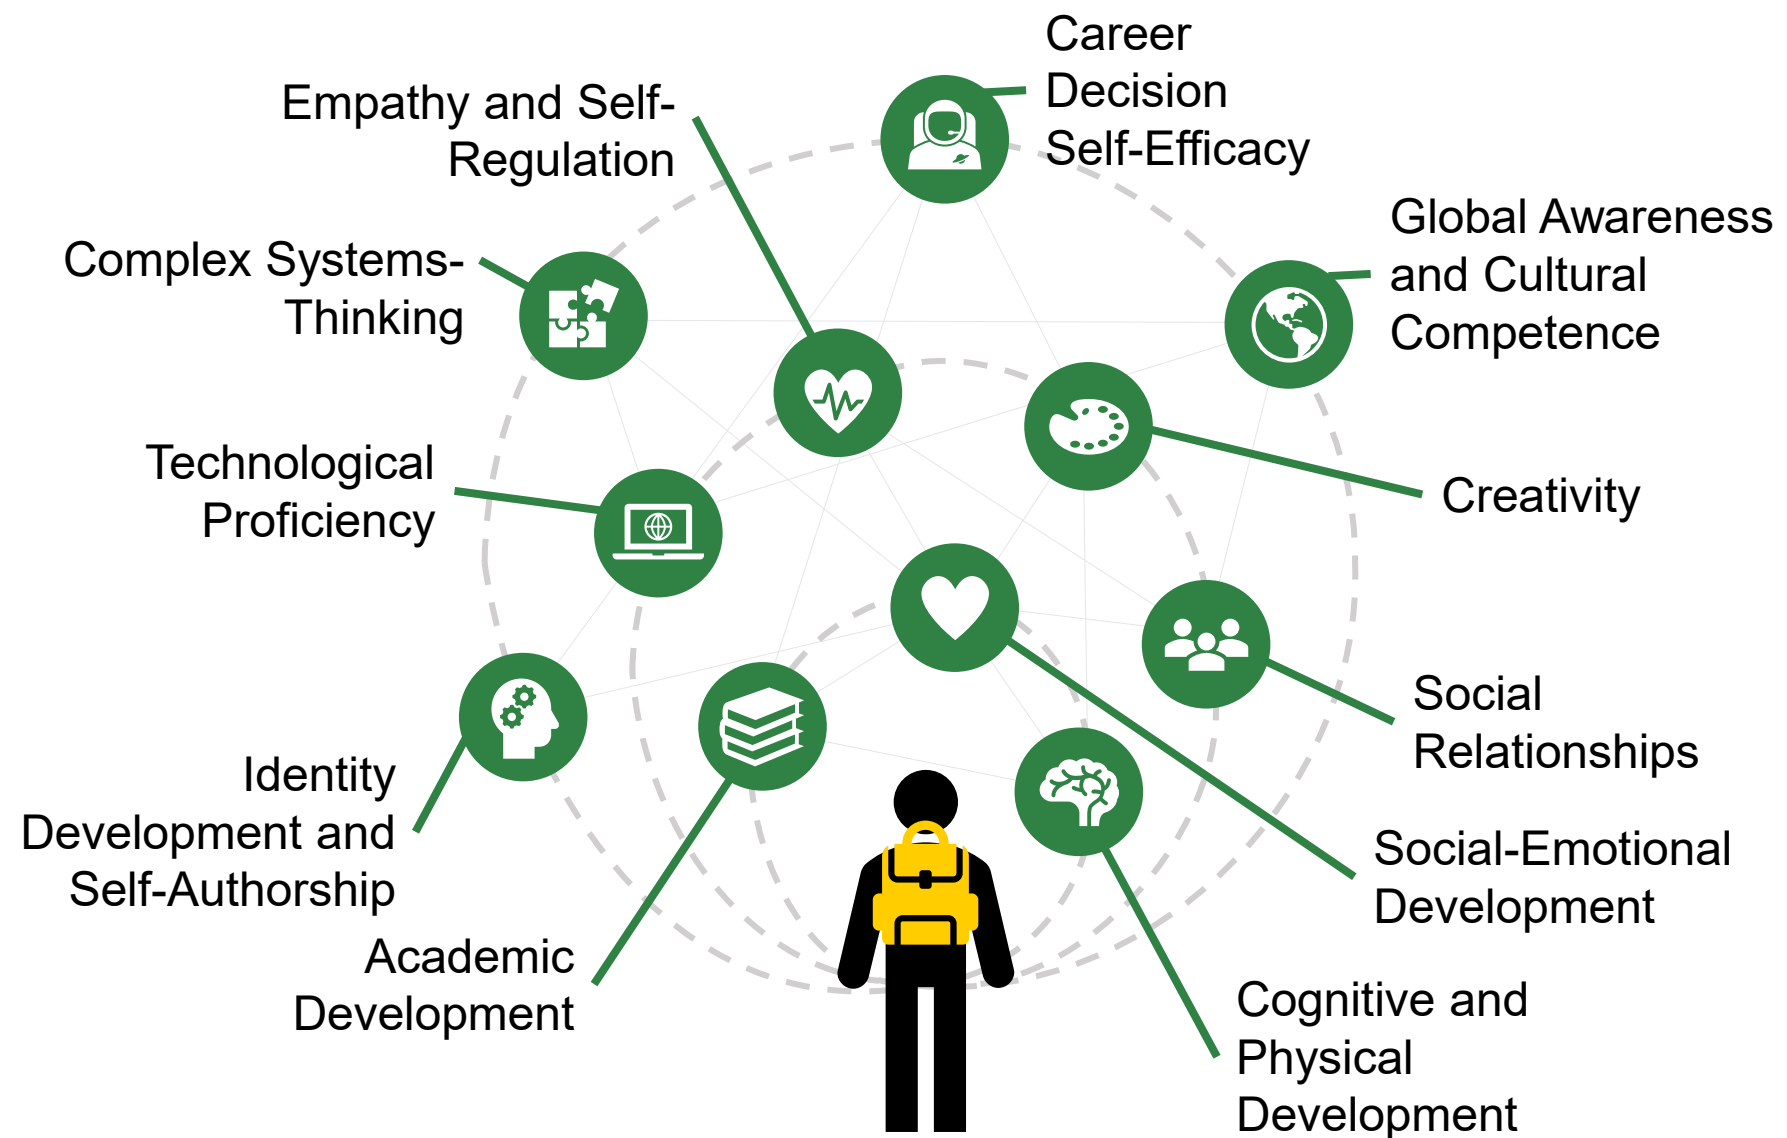 Career
Decision
Self-Efficacy
Empathy and Self-
Regulation
Global Awareness
and Cultural
Competence
Complex Systems-
Thinking
Technological
Proficiency
Creativity
Social
Relationships
Identity
Development and
Self-Authorship
Social-Emotional
Development
Academic
Development
Cognitive and
Physical
Development